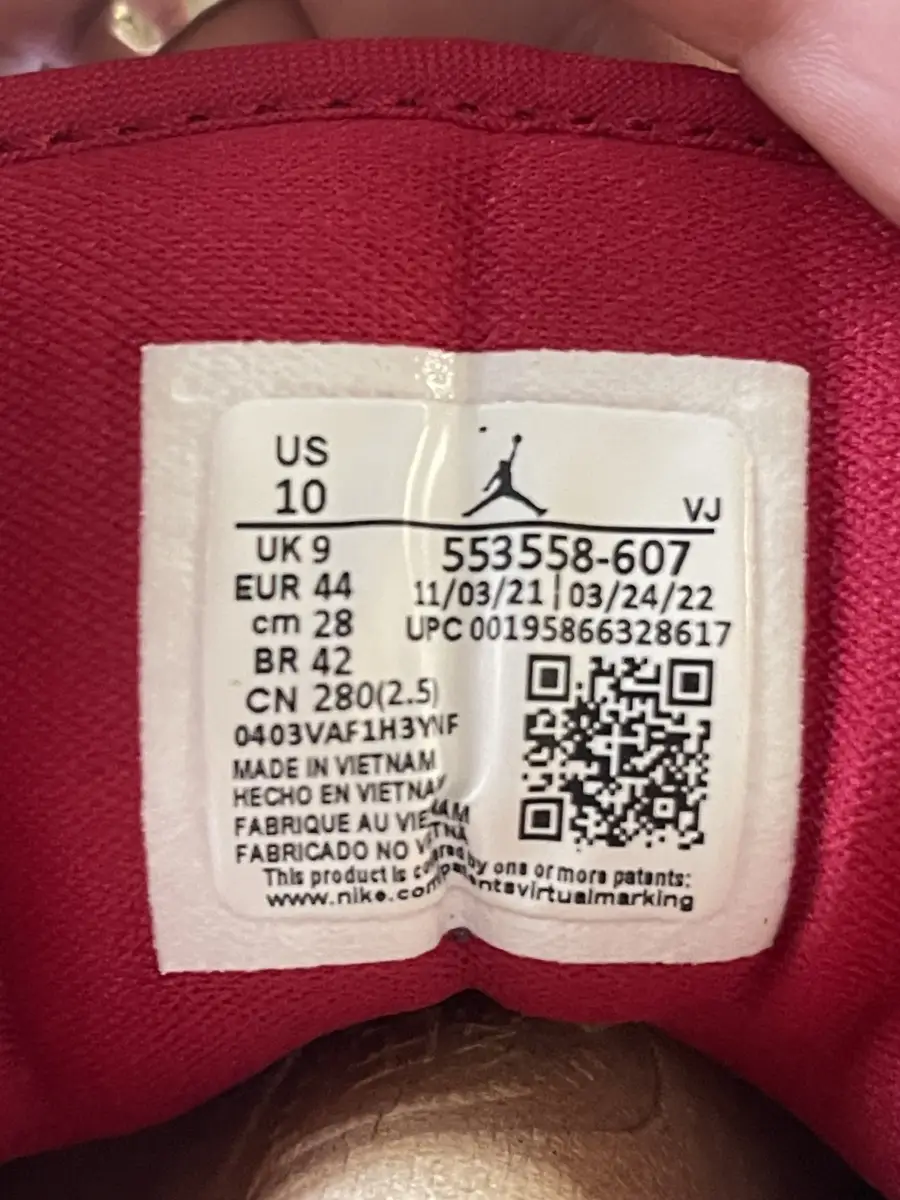 US
10
VJ
UK 9
EUR 44
cm 28
BR 42
CN 280(2.5)
553558-607
11/03/21 | 03/24/22
UPC 00195866328617
0403VAF1H3YNF
MADE IN VIETNAM
HECHO EN VIETNAM
FABRIQUE AU VIETNAM
FABRICADO NO VIETNA
This product is covered by one or more patents:
www.nike.com/patentsvirtualmarking